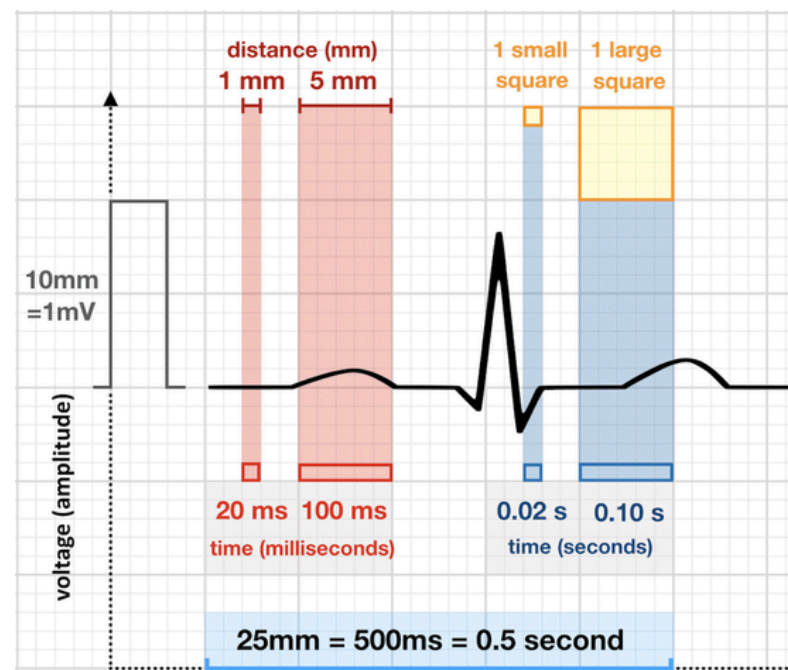 distance (mm)
1 mm 5 mm
1 small square
1 large square
10mm
=1mV
voltage (amplitude)
20 ms 100 ms
time (milliseconds)
0.02 s 0.10 s
time (seconds)
25mm = 500ms = 0.5 second